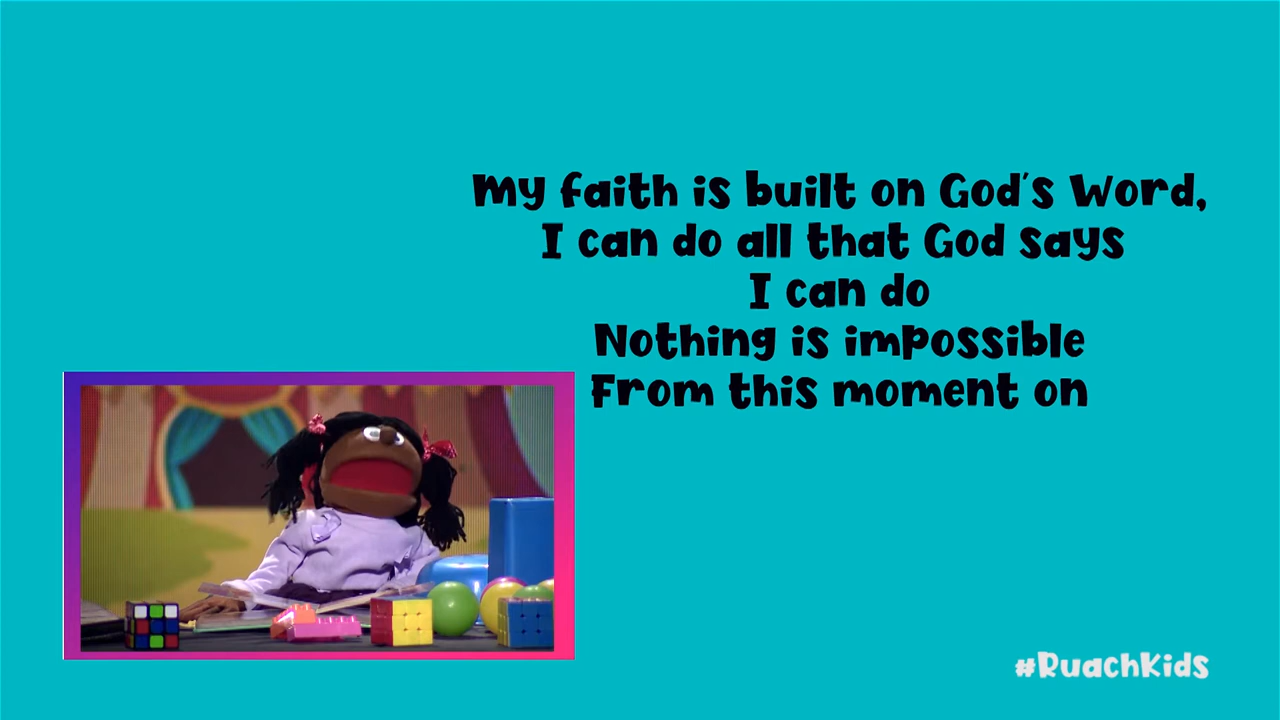 My faith is built on God's Word,
I can do all that God says
I can do
Nothing is impossible
From this moment on
#RuachKids